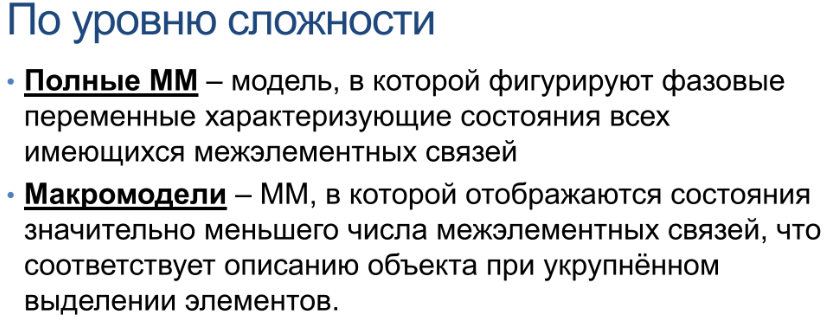 По уровню сложности
• Полные ММ – модель, в которой фигурируют фазовые
переменные характеризующие состояния всех
имеющихся межэлементных связей
• Макромодели – ММ, в которой отображаются состояния
значительно меньшего числа межэлементных связей, что
соответствует описанию объекта при укрупнённом
выделении элементов.